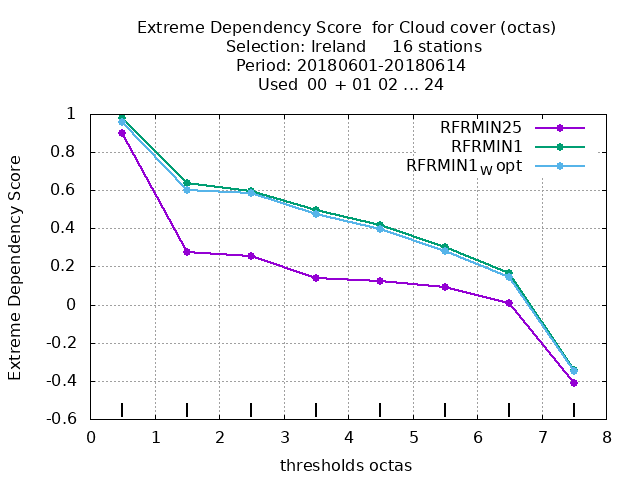 Extreme Dependency Score  for Cloud cover (octas)
Selection: Ireland     16 stations
Period: 20180601-20180614
Used  00  + 01 02 ... 24
RFRMIN25
RFRMIN1
RFRMIN1w opt
Extreme Dependency Score
1
0.8
0.6
0.4
0.2
0
-0.2
-0.4
-0.6
0 1 2 3 4 5 6 7 8
thresholds octas